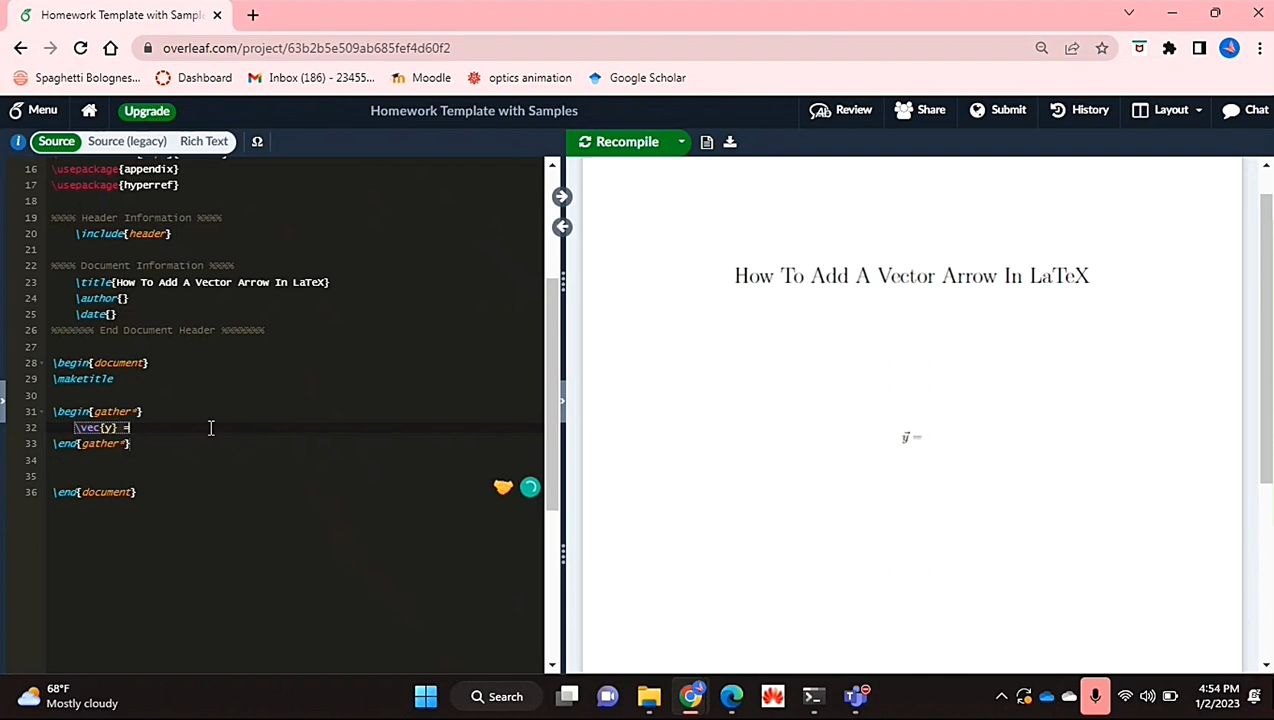 Homework Template with Sampl
overleaf.com/project/63b2b5e509ab685fef4d60f2
Spaghetti Bolognes... Dashboard Inbox (186) - 23455... Moodle optics animation Google Scholar
Menu Upgrade Homework Template with Samples Review Share Submit History Layout Chat
Source Source (legacy) Rich Text Ω Recompile
16 \usepackage{appendix}
17 \usepackage{hyperref}
18
19 %%%% Header Information %%%%
20 \include{header}
21
22 %%%% Document Information %%%%
23 \title{How To Add A Vector Arrow In LaTeX}
24 \author{}
25 \date{}
26 %%%%%%% End Document Header %%%%%%%
27
28 \begin{document}
29 \maketitle
30
31 \begin{gather*}
32 \vec{y} =
33 \end{gather*}
34
35
36 \end{document}
How To Add A Vector Arrow In LaTeX
y⃗ =
68°F
Mostly cloudy
Search
4:54 PM
1/2/2023